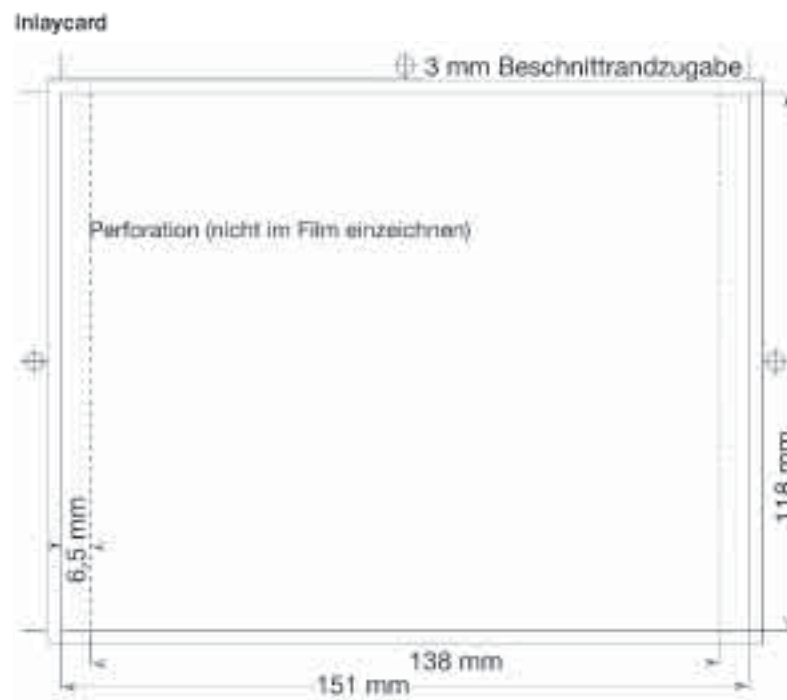 Inlaycard
3 mm Beschnittrandzugabe
Perforation (nicht im Film einzeichnen)
118 mm
6,5 mm
138 mm
151 mm